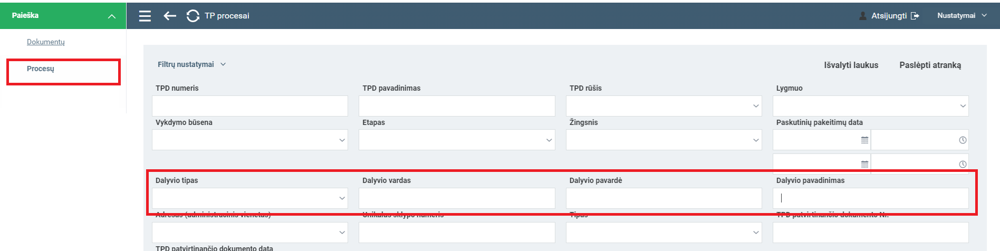 Paieška
TP procesai
Atsijungti
Nustatymai
Dokumentų
Procesų
Filtrų nustatymai
Išvalyti laukus
Paslėpti atranką
TPD numeris
TPD pavadinimas
TPD rūšis
Lygmuo
Vykdymo būsena
Etapas
Žingsnis
Paskutinių pakeitimų data
Dalyvio tipas
Dalyvio vardas
Dalyvio pavardė
Dalyvio pavadinimas
Adresas (administracinis vienetas)
Unikalus sklypo numeris
Tipas
TPD patvirtinančio dokumento Nr.
TPD patvirtinančio dokumento data